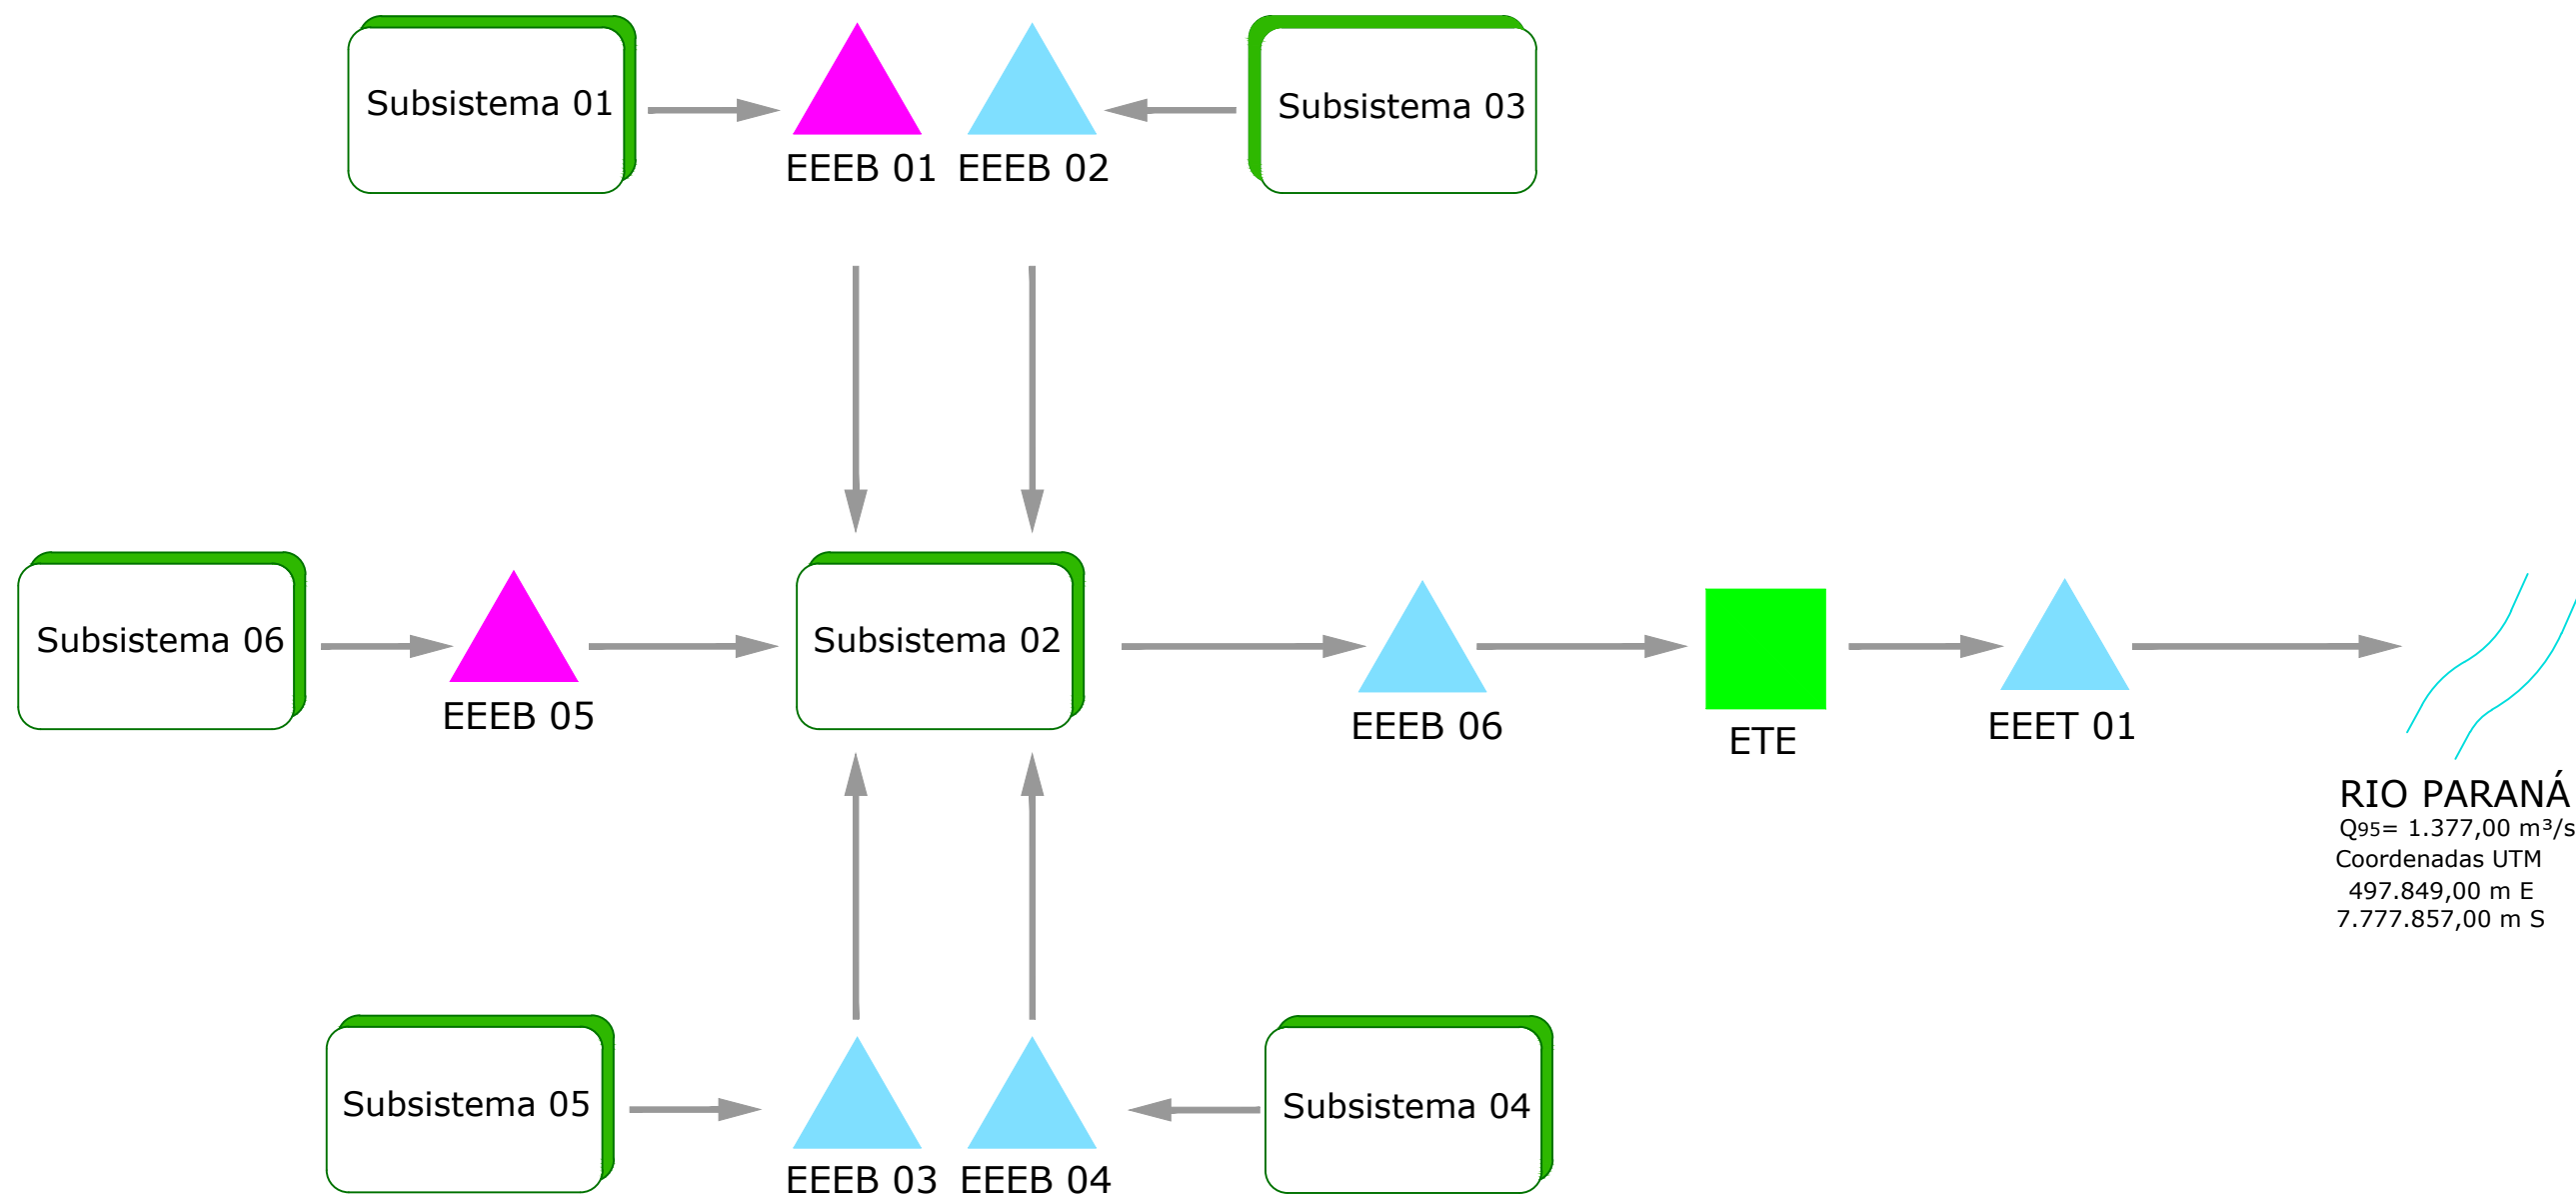 Subsistema 01
Subsistema 03
EEEB 01
EEEB 02
Subsistema 06
Subsistema 02
EEEB 05
EEEB 06
ETE
EEET 01
RIO PARANÁ
Q95= 1.377,00 m³/s
Coordenadas UTM
497.849,00 m E
7.777.857,00 m S
Subsistema 05
Subsistema 04
EEEB 03
EEEB 04